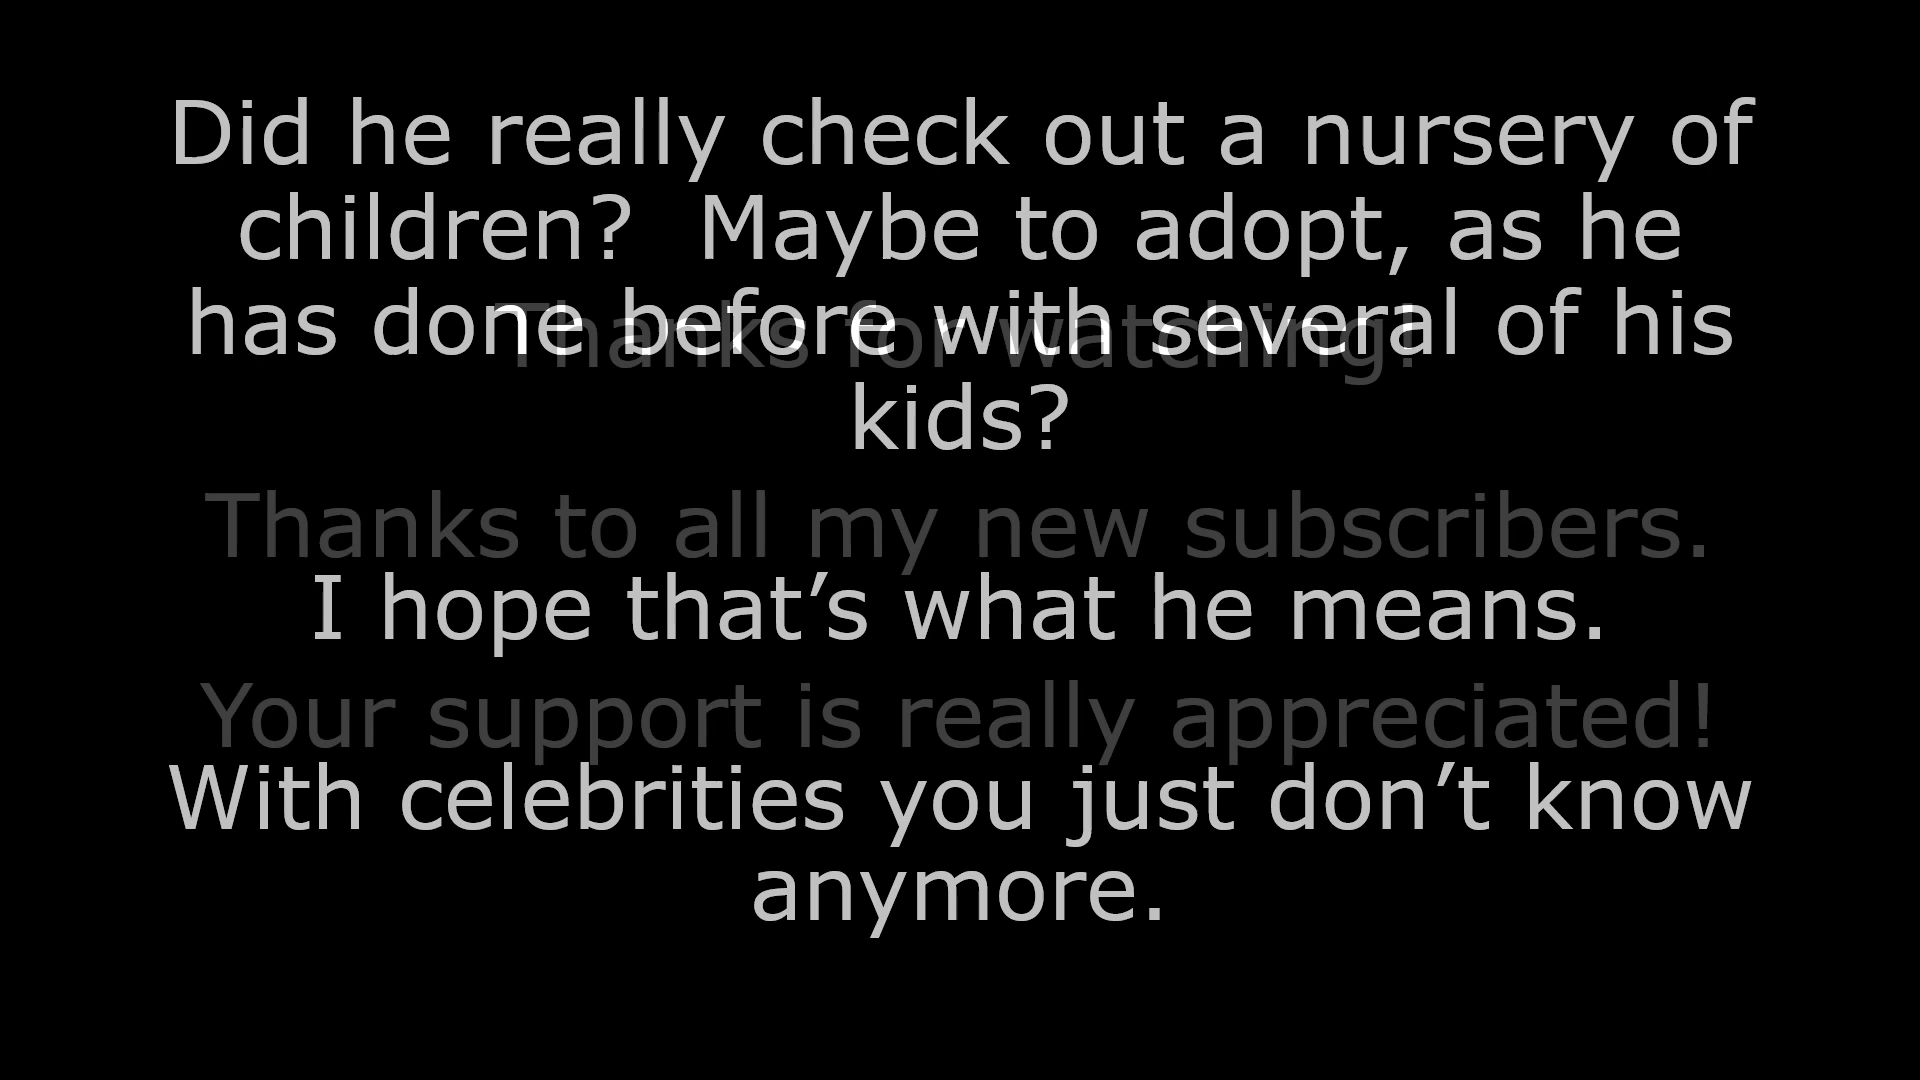 Did he really check out a nursery of
children?  Maybe to adopt, as he
has done before with several of his
Thanks for watching!
kids?
Thanks to all my new subscribers.
I hope that’s what he means.
Your support is really appreciated!
With celebrities you just don’t know
anymore.